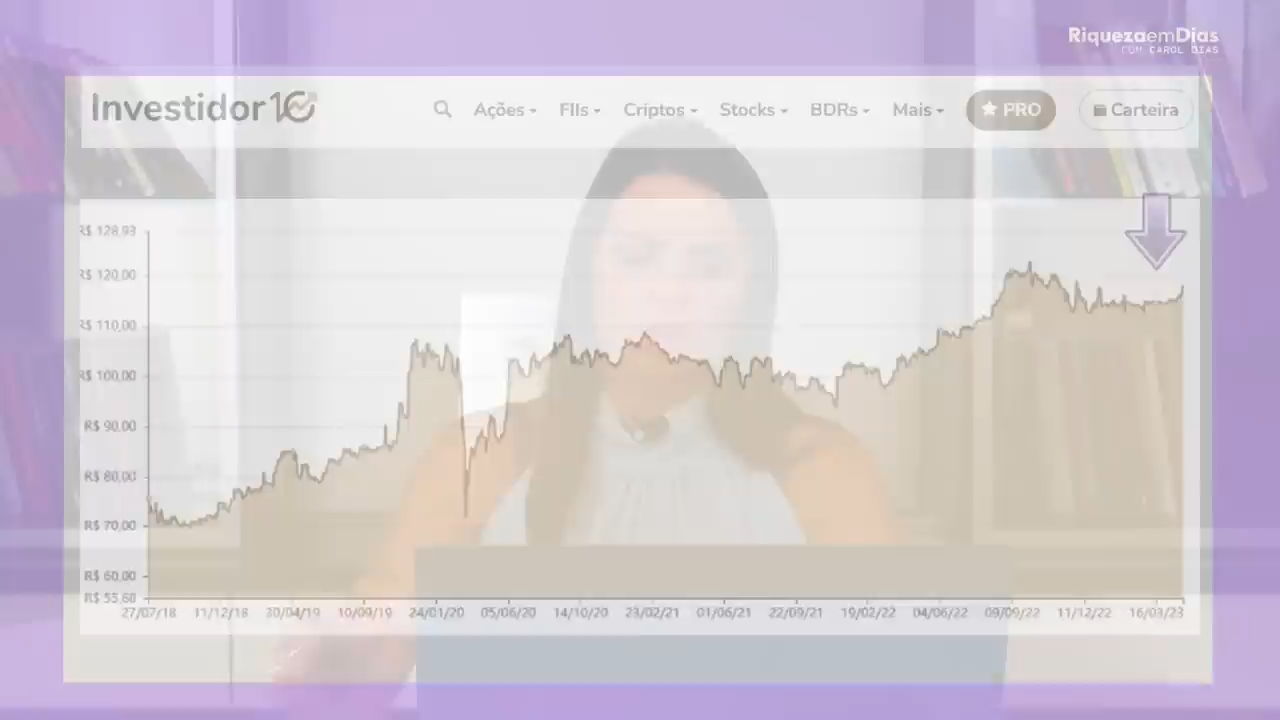 RiquezaemDias
COM CAROL DIAS
Investidor10
Ações FIIs Criptos Stocks BDRs Mais PRO Carteira
R$ 128,93
R$ 120,00
R$ 110,00
R$ 100,00
R$ 90,00
R$ 80,00
R$ 70,00
R$ 60,00
R$ 55,60
27/07/18 11/12/18 30/04/19 10/09/19 24/01/20 05/06/20 14/10/20 23/02/21 01/06/21 22/09/21 19/02/22 04/06/22 09/09/22 11/12/22 16/03/23